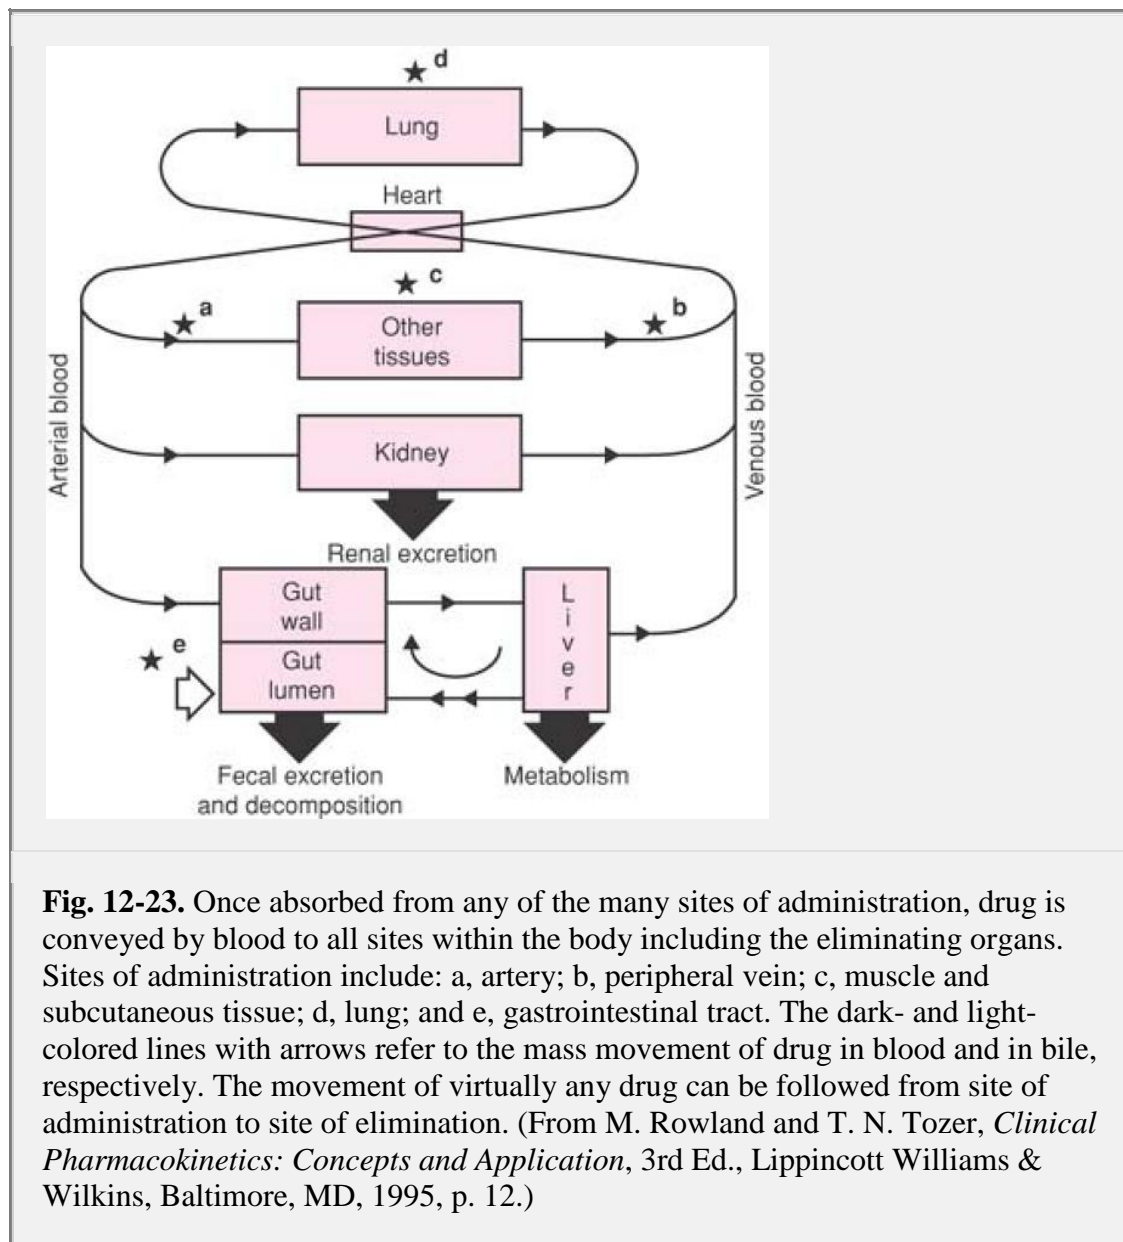 d
Lung
Heart
c
a
b
Other
tissues
Arterial blood
Venous blood
Kidney
Renal excretion
Gut
wall
L
i
v
e
r
e
Gut
lumen
Fecal excretion
and decomposition
Metabolism
Fig. 12-23. Once absorbed from any of the many sites of administration, drug is
conveyed by blood to all sites within the body including the eliminating organs.
Sites of administration include: a, artery; b, peripheral vein; c, muscle and
subcutaneous tissue; d, lung; and e, gastrointestinal tract. The dark- and light-
colored lines with arrows refer to the mass movement of drug in blood and in bile,
respectively. The movement of virtually any drug can be followed from site of
administration to site of elimination. (From M. Rowland and T. N. Tozer, Clinical
Pharmacokinetics: Concepts and Application, 3rd Ed., Lippincott Williams &
Wilkins, Baltimore, MD, 1995, p. 12.)